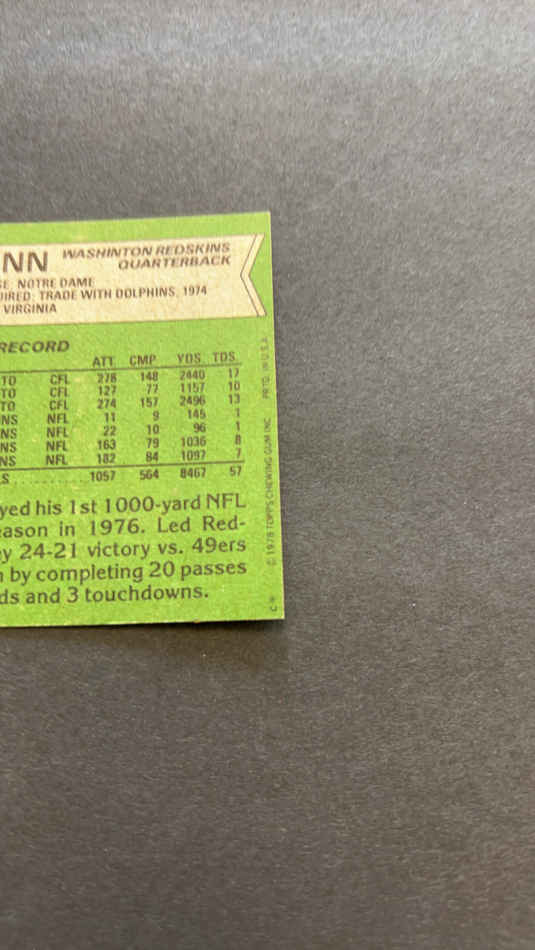 NN WASHINTON REDSKINS
QUARTERBACK
SE, NOTRE DAME
UIRED: TRADE WITH DOLPHINS, 1974
VIRGINIA
RECORD
ATT CMP YDS TDS
TO CFL 278 148 2440 17
TO CFL 127 77 1157 10
TO CFL 274 157 2496 13
NS NFL 11 9 145 1
NS NFL 22 10 96 1
NS NFL 163 79 1036 8
NS NFL 182 84 1097 7
S .......... 1057 564 8467 57
yed his 1st 1000-yard NFL
eason in 1976. Led Red-
y 24-21 victory vs. 49ers
n by completing 20 passes
ds and 3 touchdowns.
C* © 1978 TOPPS CHEWING GUM INC. PRTD. IN U.S.A.